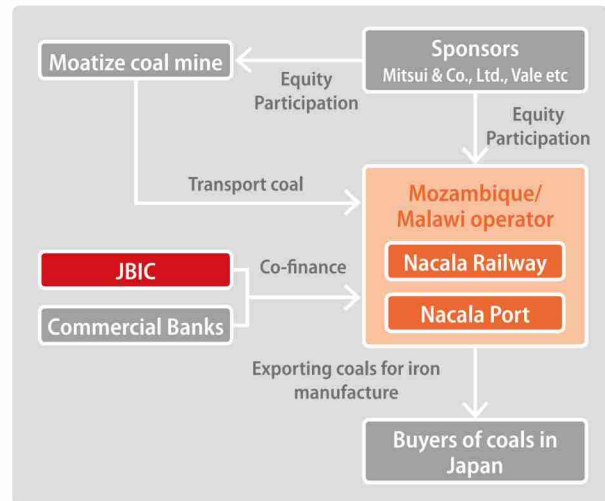 Moatize coal mine
Sponsors
Mitsui & Co., Ltd., Vale etc
Equity
Participation
Equity
Participation
Transport coal
Mozambique/
Malawi operator
Nacala Railway
Nacala Port
JBIC
Co-finance
Commercial Banks
Exporting coals for iron
manufacture
Buyers of coals in
Japan